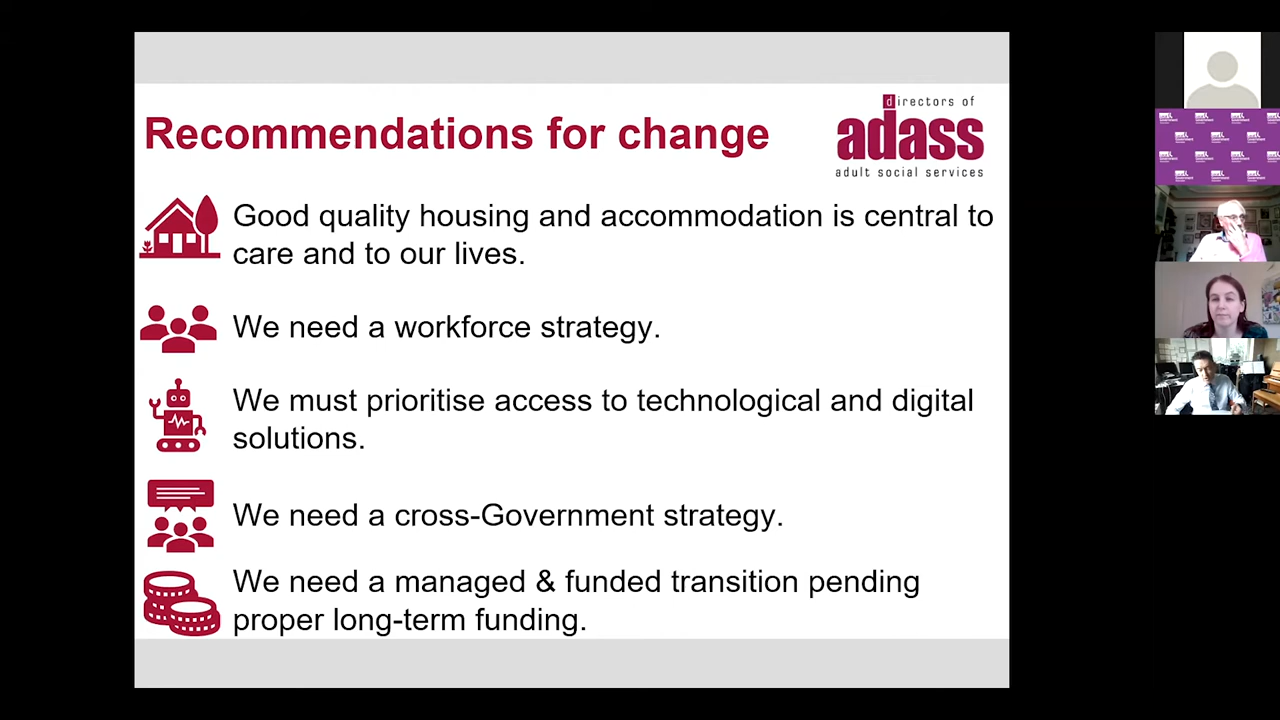 directors of
adass
adult social services
Recommendations for change
Good quality housing and accommodation is central to
care and to our lives.
We need a workforce strategy.
We must prioritise access to technological and digital
solutions.
We need a cross-Government strategy.
We need a managed & funded transition pending
proper long-term funding.